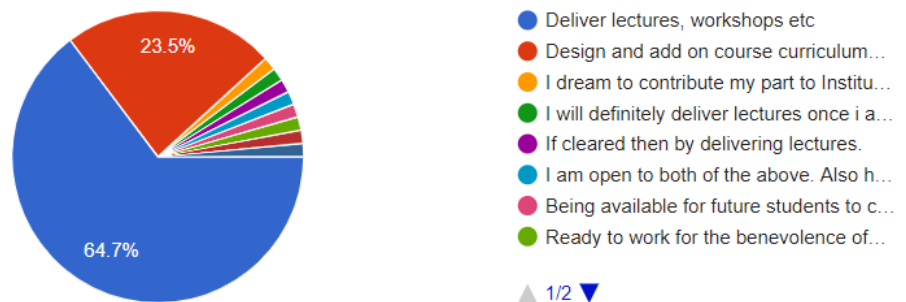 23.5%
64.7%
Deliver lectures, workshops etc
Design and add on course curriculum...
I dream to contribute my part to Institu...
I will definitely deliver lectures once i a...
If cleared then by delivering lectures.
I am open to both of the above. Also h...
Being available for future students to c...
Ready to work for the benevolence of...
1/2